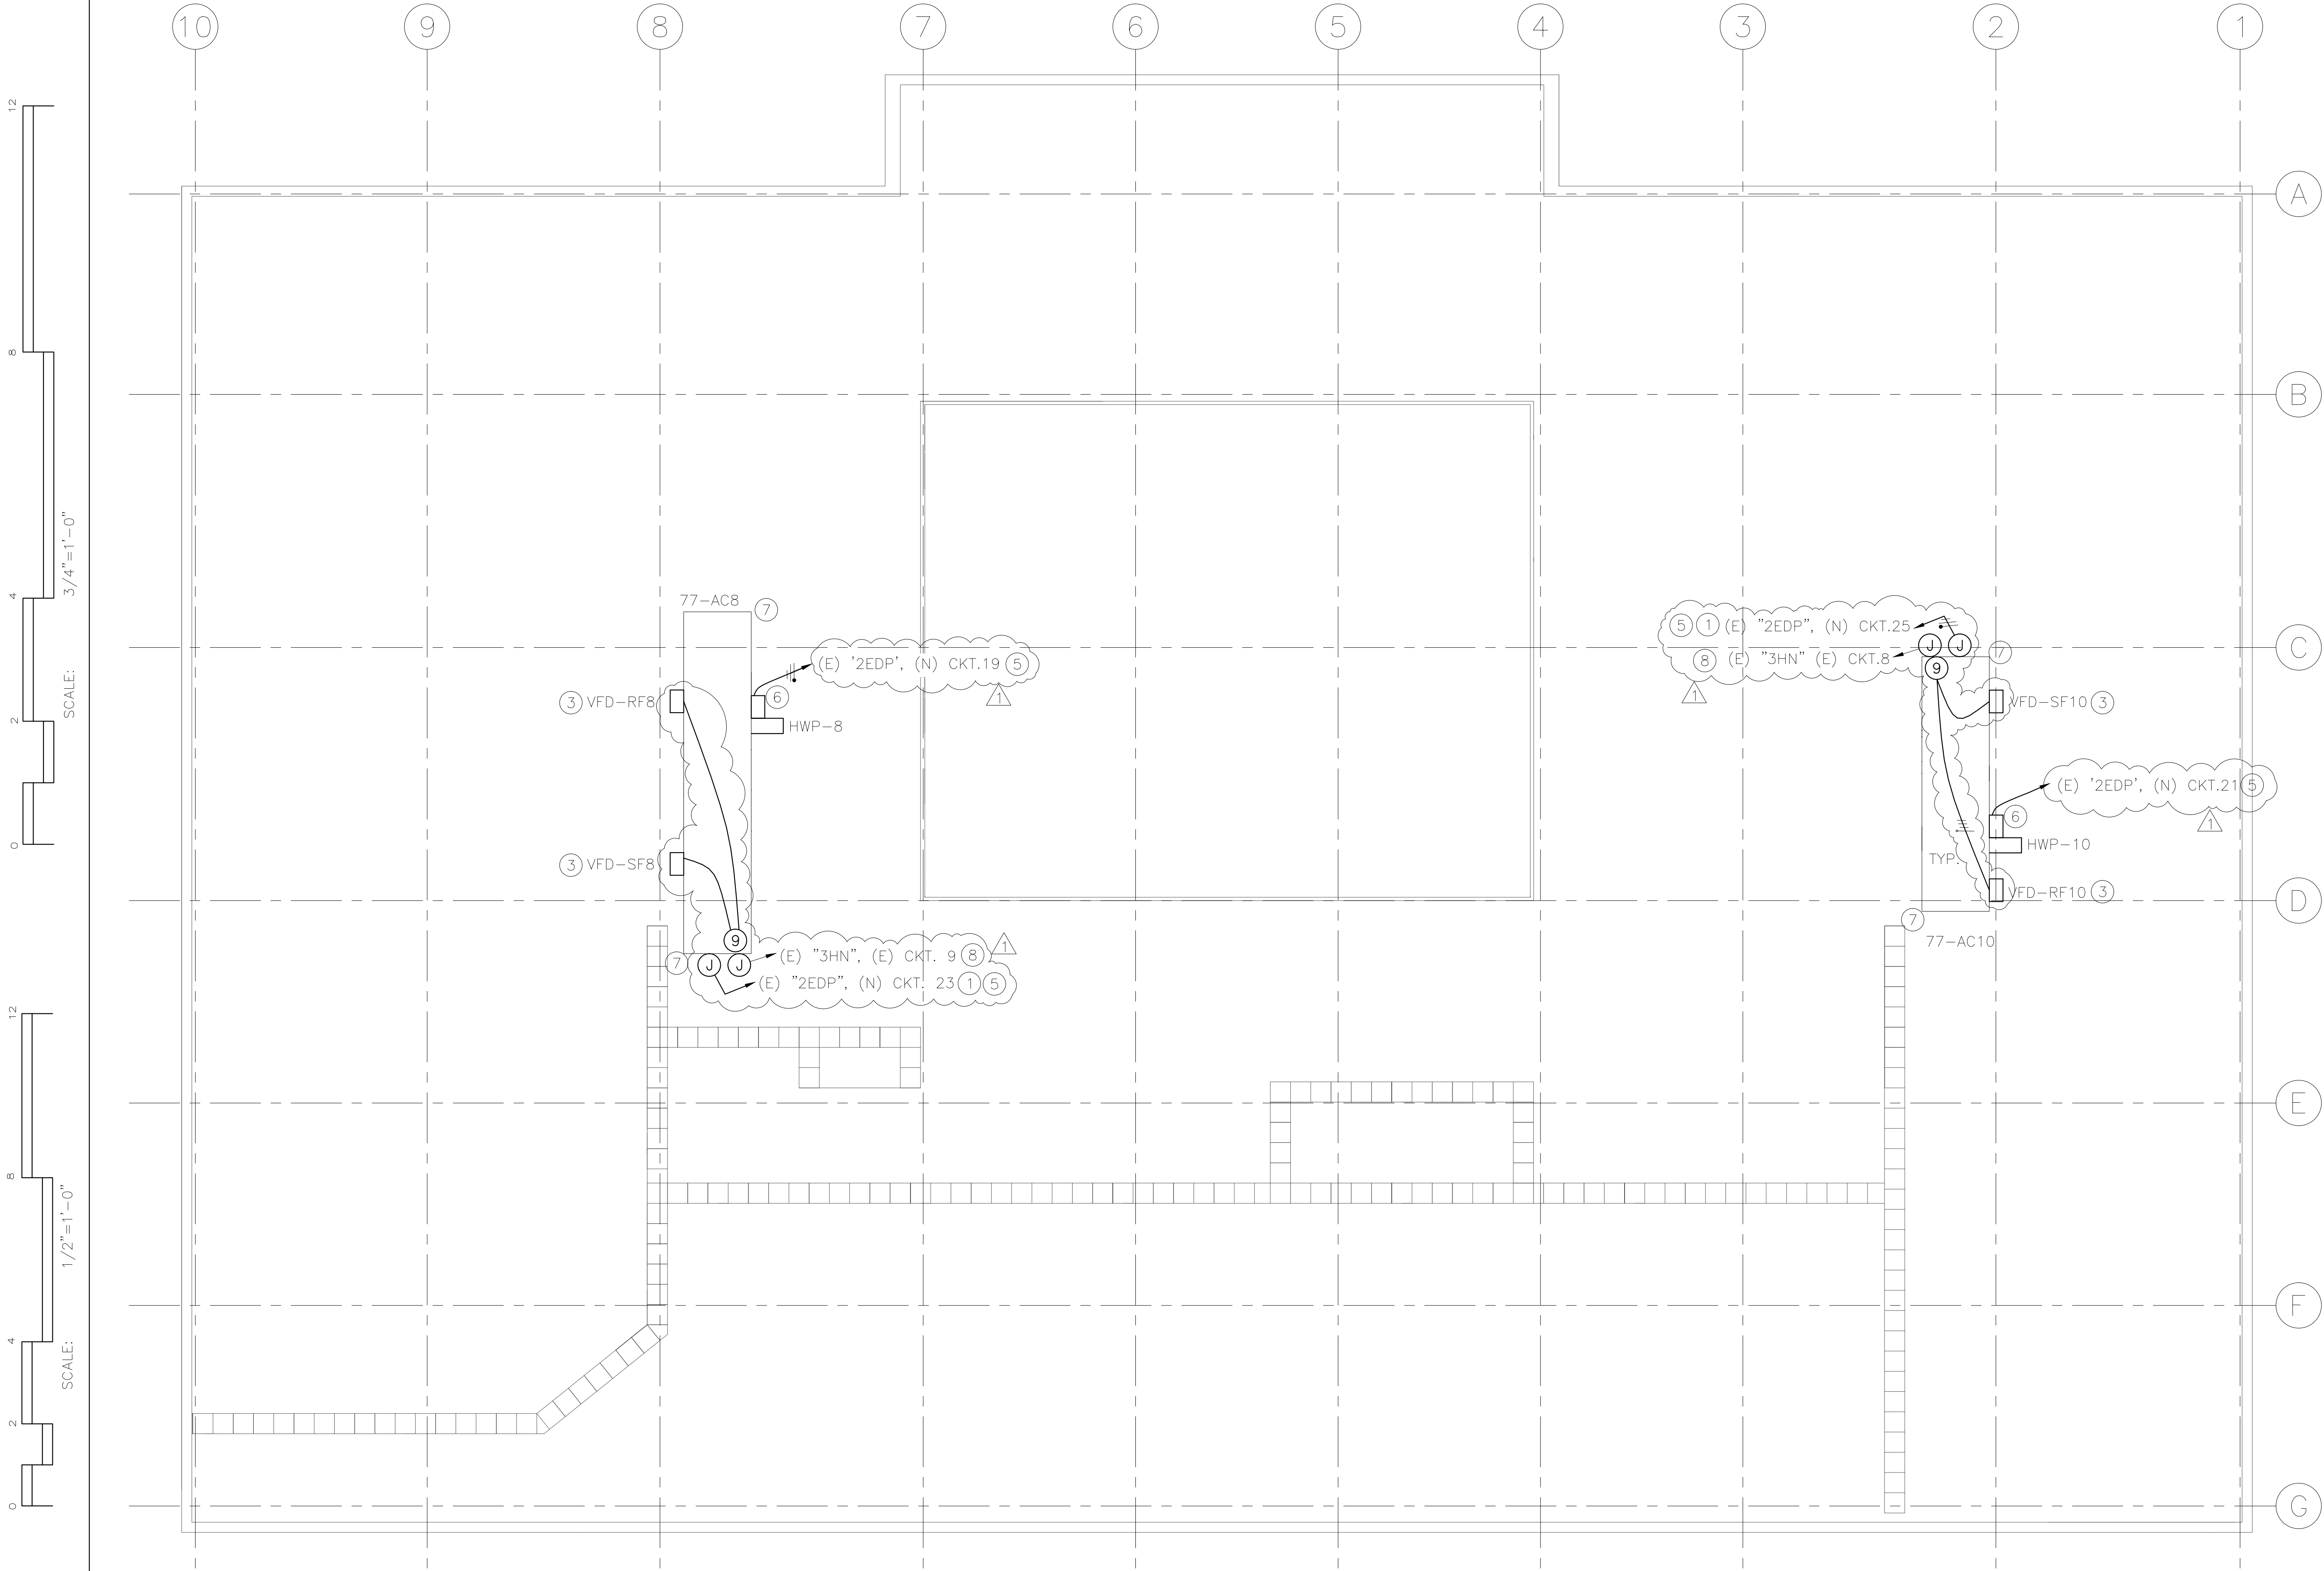 10 9 8 7 6 5 4 3 2 1
A
B
C
D
E
F
G
12
8
4
2
0
SCALE: 3/4"=1'-0"
12
8
4
2
0
SCALE: 1/2"=1'-0"
77-AC8 7
(E) '2EDP', (N) CKT.19 5
1
6
HWP-8
3 VFD-RF8
3 VFD-SF8
9
7 J J
(E) "3HN", (E) CKT. 9 8
1
(E) "2EDP", (N) CKT. 23 1 5
5 1 (E) "2EDP", (N) CKT.25
8 (E) "3HN" (E) CKT.8
1
J J
7
9
VFD-SF10 3
(E) '2EDP', (N) CKT.21 5
1
6
HWP-10
TYP.
VFD-RF10 3
7
77-AC10